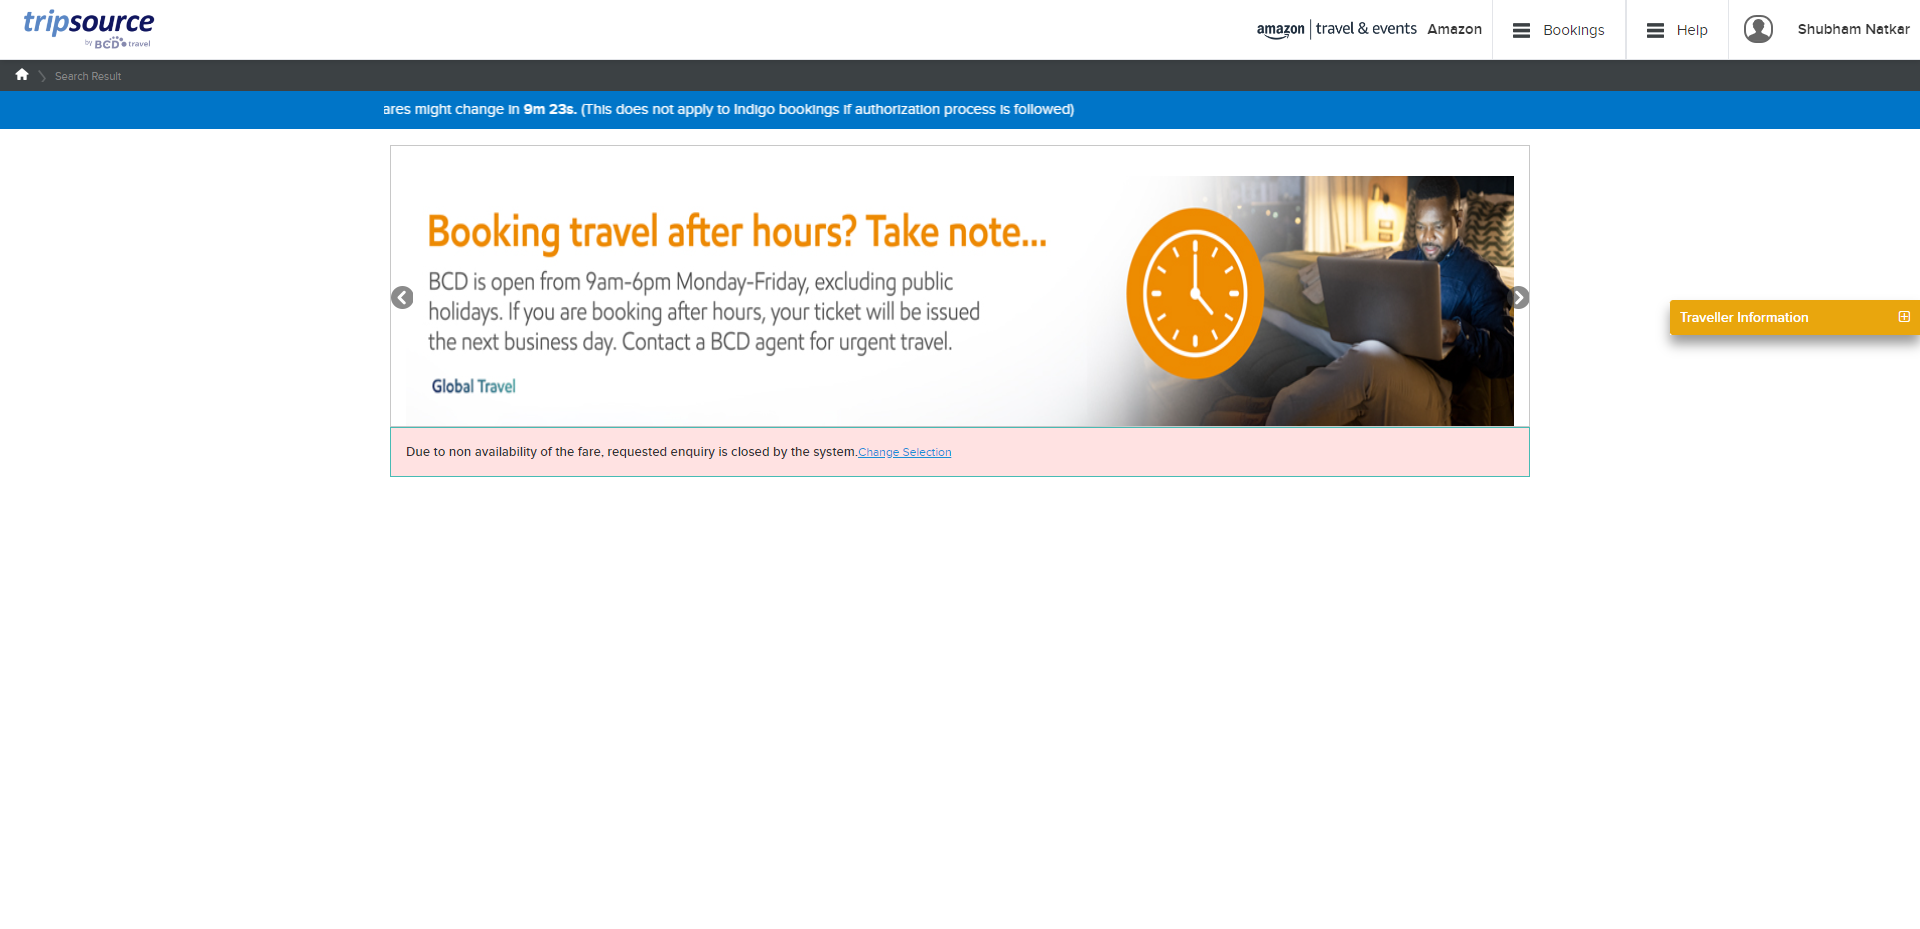 tripsource
by BCD travel
amazon | travel & events Amazon
Bookings
Help
Shubham Natkar
Search Result
ares might change in 9m 23s. (This does not apply to Indigo bookings if authorization process is followed)
Booking travel after hours? Take note...
BCD is open from 9am-6pm Monday-Friday, excluding public
holidays. If you are booking after hours, your ticket will be issued
the next business day. Contact a BCD agent for urgent travel.
Global Travel
Traveller Information
Due to non availability of the fare, requested enquiry is closed by the system.Change Selection